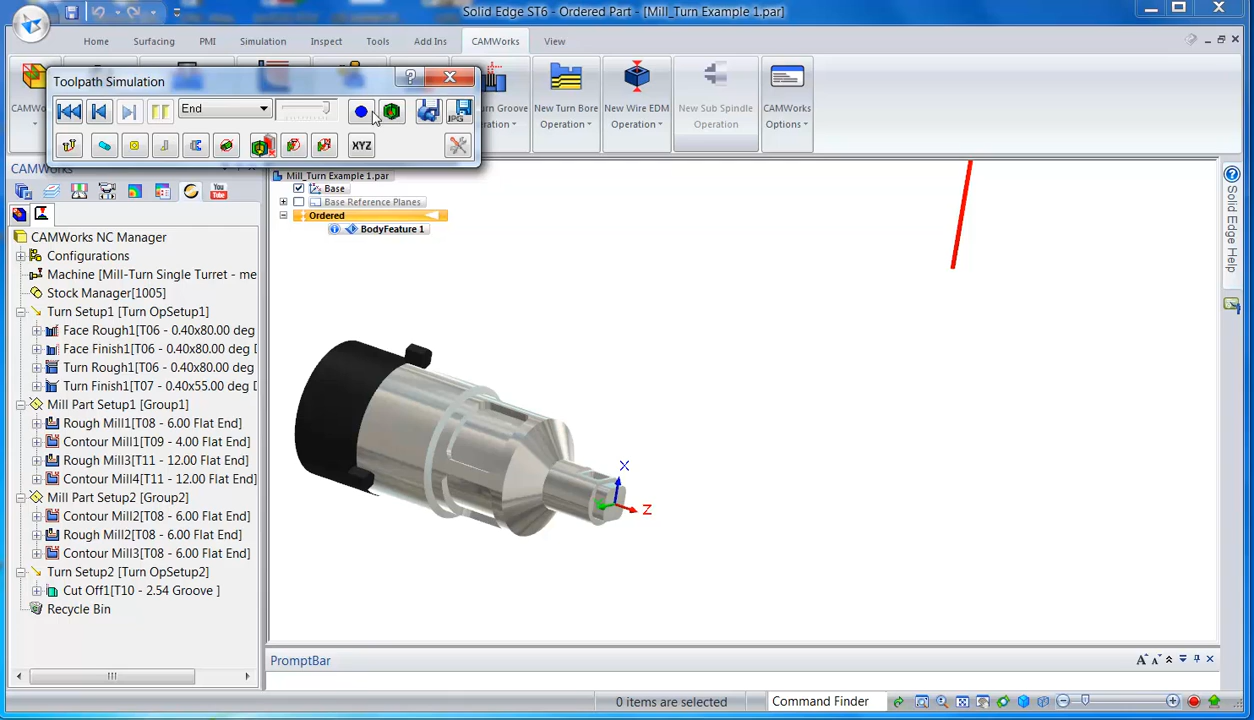 Solid Edge ST6 - Ordered Part - [Mill_Turn Example 1.par]
Home Surfacing PMI Simulation Inspect Tools Add Ins CAMWorks View
Toolpath Simulation
End
JPG
XYZ
New Turn Bore
Operation
New Wire EDM
Operation
New Sub Spindle
Operation
CAMWorks
Options
Turn Groove
Operation
CAMWorks
You
Tube
CAMWorks NC Manager
Configurations
Machine [Mill-Turn Single Turret - me
Stock Manager[1005]
Turn Setup1 [Turn OpSetup1]
Face Rough1[T06 - 0.40x80.00 deg
Face Finish1[T06 - 0.40x80.00 deg D
Turn Rough1[T06 - 0.40x80.00 deg
Turn Finish1[T07 - 0.40x55.00 deg D
Mill Part Setup1 [Group1]
Rough Mill1[T08 - 6.00 Flat End]
Contour Mill1[T09 - 4.00 Flat End]
Rough Mill3[T11 - 12.00 Flat End]
Contour Mill4[T11 - 12.00 Flat End]
Mill Part Setup2 [Group2]
Contour Mill2[T08 - 6.00 Flat End]
Rough Mill2[T08 - 6.00 Flat End]
Contour Mill3[T08 - 6.00 Flat End]
Turn Setup2 [Turn OpSetup2]
Cut Off1[T10 - 2.54 Groove ]
Recycle Bin
Mill_Turn Example 1.par
Base
Base Reference Planes
Ordered
BodyFeature 1
X
Z
Solid Edge Help
PromptBar
0 items are selected
Command Finder